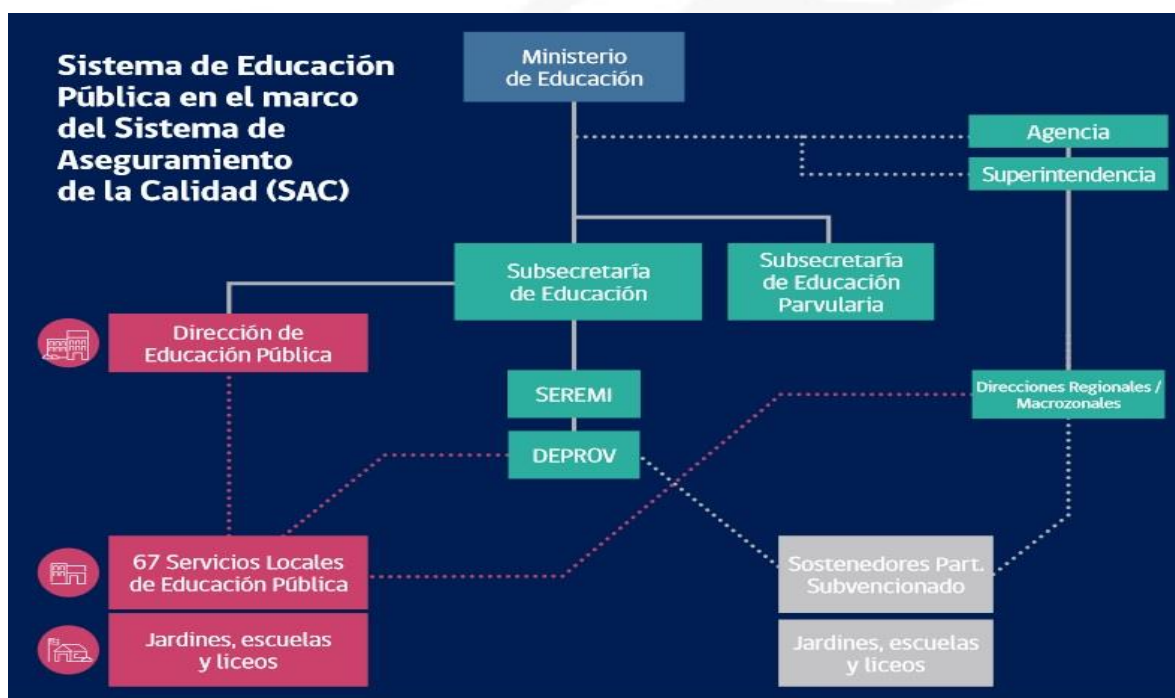 Sistema de Educación
Pública en el marco
del Sistema de
Aseguramiento
de la Calidad (SAC)
Ministerio
de Educación
Agencia
Superintendencia
Subsecretaría
de Educación
Subsecretaría
de Educación
Parvularia
Dirección de
Educación Pública
SEREMI
DEPROV
Direcciones Regionales /
Macrozonales
67 Servicios Locales
de Educación Pública
Sostenedores Part.
Subvencionado
Jardines, escuelas
y liceos
Jardines, escuelas
y liceos